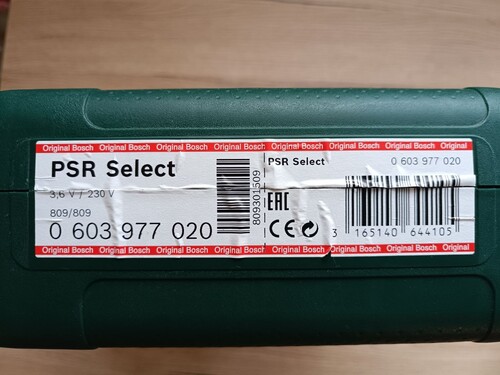 Original Bosch Original Bosch Original Bosch Original Bosch Original Bosch Original Bosch Original Bosch Original Bosch
PSR Select
3,6 V / 230 V
809/809
0 603 977 020
809301509
PSR Select
0 603 977 020
EAC
CE
3 165140 644105
Original Bosch Original Bosch Original Bosch Original Bosch Original Bosch Original Bosch Original Bosch Original Bosch